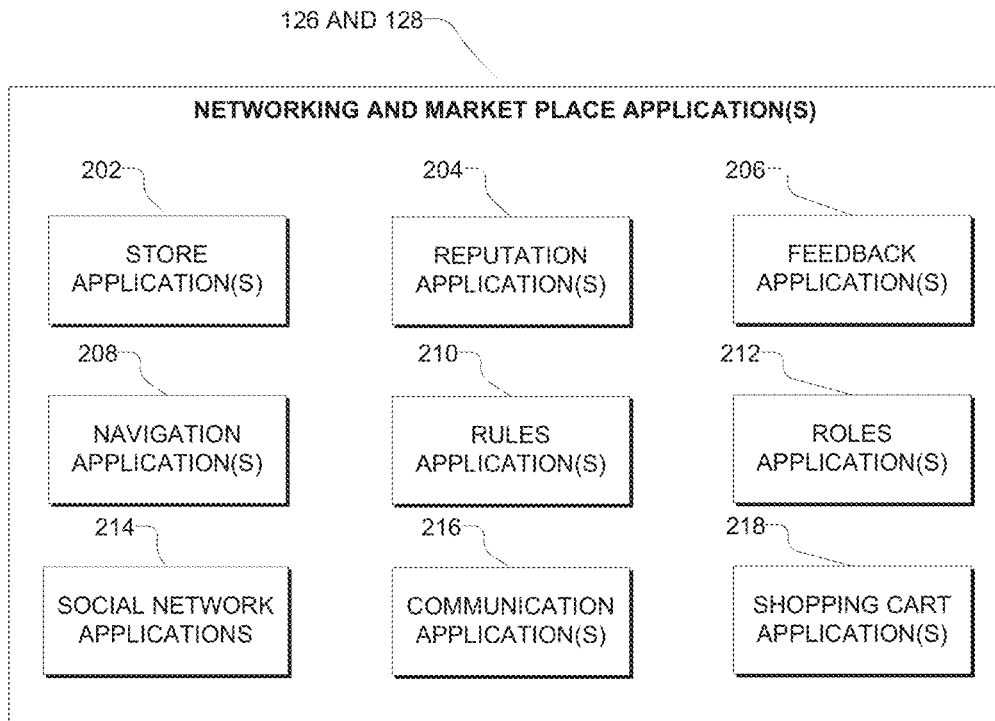 126 AND 128
NETWORKING AND MARKET PLACE APPLICATION(S)
202
204
206
STORE
APPLICATION(S)
REPUTATION
APPLICATION(S)
FEEDBACK
APPLICATION(S)
208
210
212
NAVIGATION
APPLICATION(S)
RULES
APPLICATION(S)
ROLES
APPLICATION(S)
214
216
218
SOCIAL NETWORK
APPLICATIONS
COMMUNICATION
APPLICATION(S)
SHOPPING CART
APPLICATION(S)